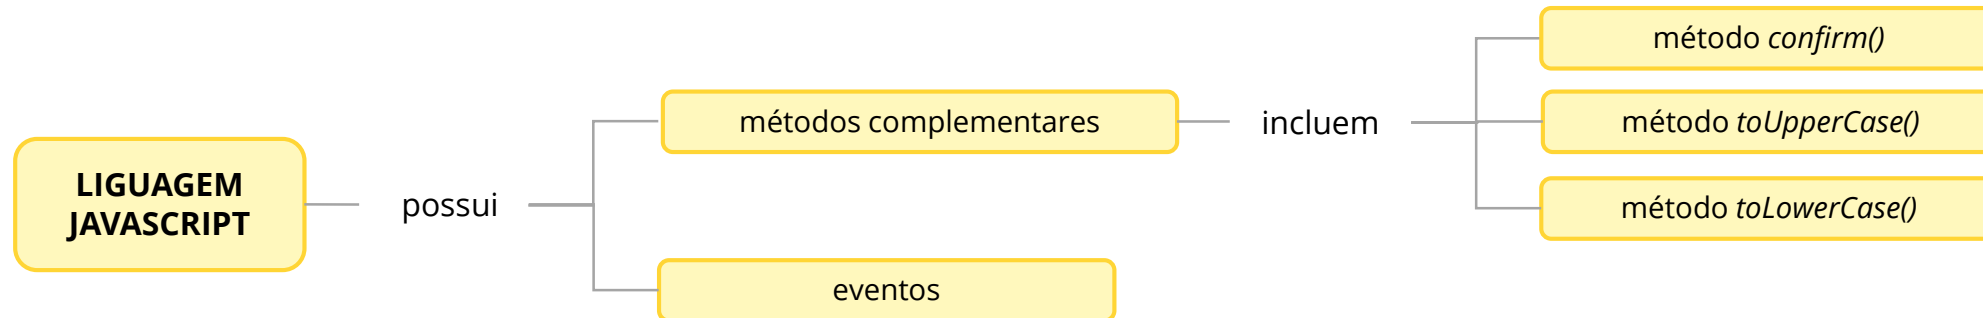 LIGUAGEM
JAVASCRIPT
possui
métodos complementares
incluem
método confirm()
método toUpperCase()
método toLowerCase()
eventos